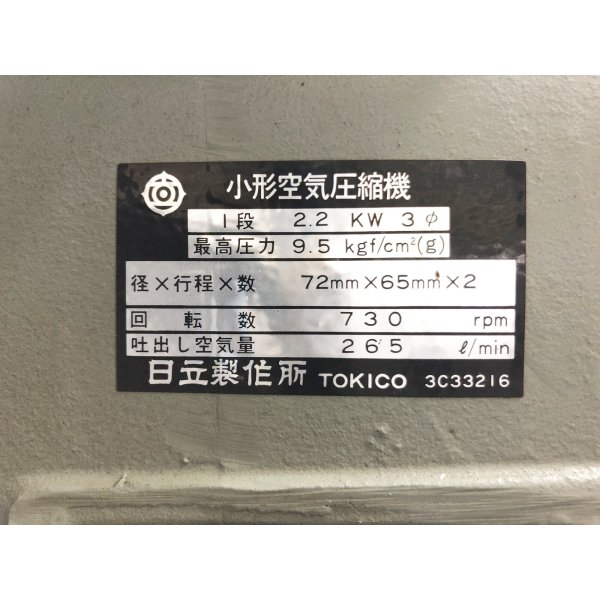 小形空気圧縮機
1段 2.2 KW 3φ
最高圧力 9.5 kgf/cm²(g)
径×行程×数 72mm×65mm×2
回転数 730 rpm
吐出し空気量 265 ℓ/min
日立製作所 TOKICO 3C33216